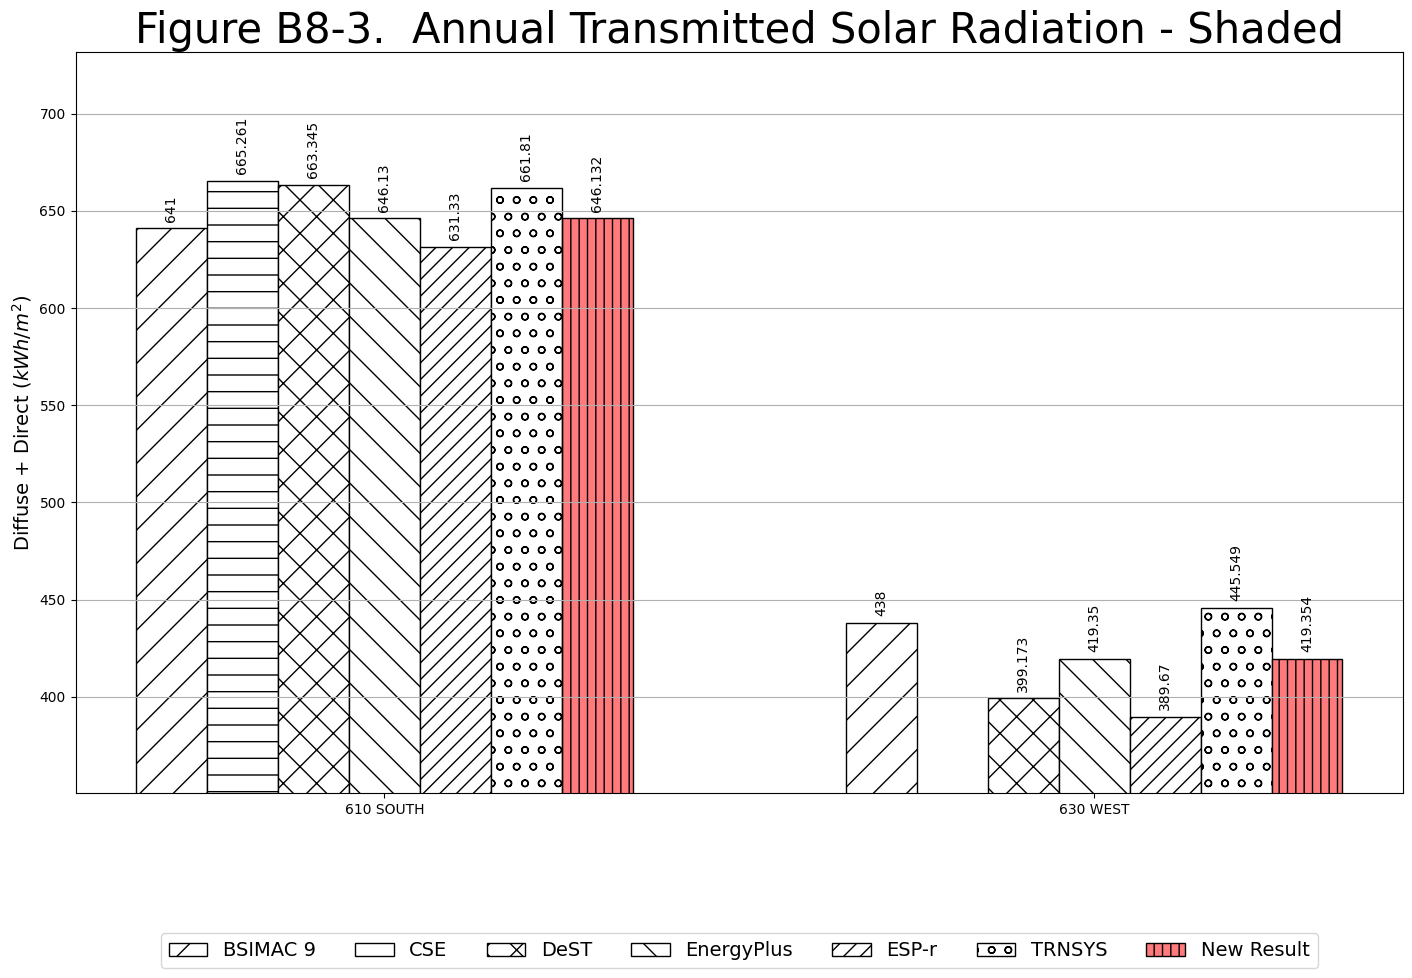 Figure B8-3.  Annual Transmitted Solar Radiation - Shaded
Diffuse + Direct (kWh/m²)
700
650
600
550
500
450
400
641
665.261
663.345
646.13
631.33
661.81
646.132
438
399.173
419.35
389.67
445.549
419.354
610 SOUTH
630 WEST
BSIMAC 9
CSE
DeST
EnergyPlus
ESP-r
TRNSYS
New Result